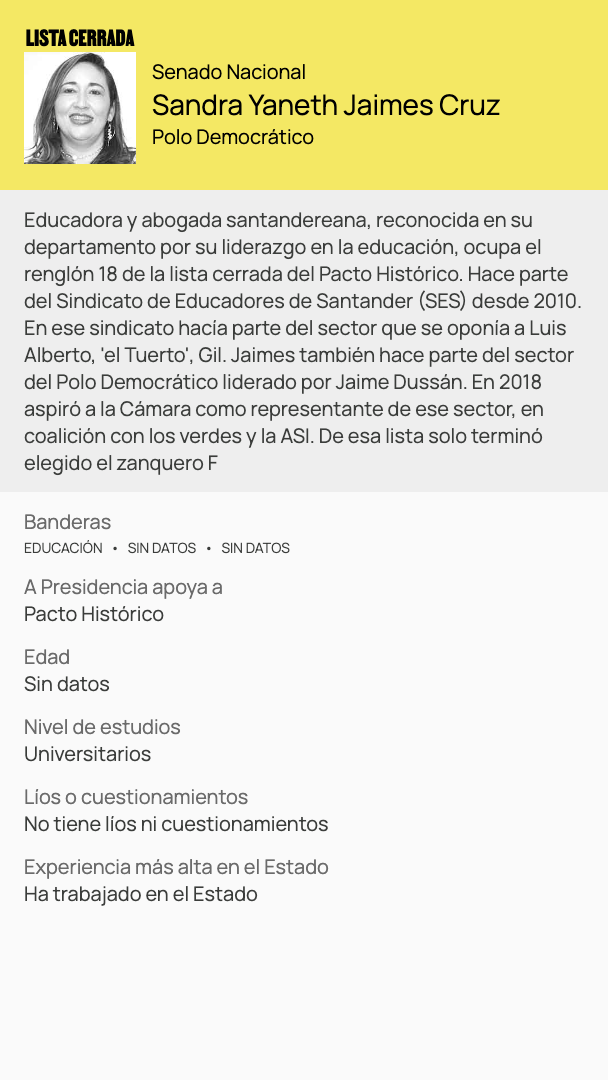 LISTA CERRADA
Senado Nacional
Sandra Yaneth Jaimes Cruz
Polo Democrático
Educadora y abogada santandereana, reconocida en su
departamento por su liderazgo en la educación, ocupa el
renglón 18 de la lista cerrada del Pacto Histórico. Hace parte
del Sindicato de Educadores de Santander (SES) desde 2010.
En ese sindicato hacía parte del sector que se oponía a Luis
Alberto, 'el Tuerto', Gil. Jaimes también hace parte del sector
del Polo Democrático liderado por Jaime Dussán. En 2018
aspiró a la Cámara como representante de ese sector, en
coalición con los verdes y la ASI. De esa lista solo terminó
elegido el zanquero F
Banderas
EDUCACIÓN • SIN DATOS • SIN DATOS
A Presidencia apoya a
Pacto Histórico
Edad
Sin datos
Nivel de estudios
Universitarios
Líos o cuestionamientos
No tiene líos ni cuestionamientos
Experiencia más alta en el Estado
Ha trabajado en el Estado